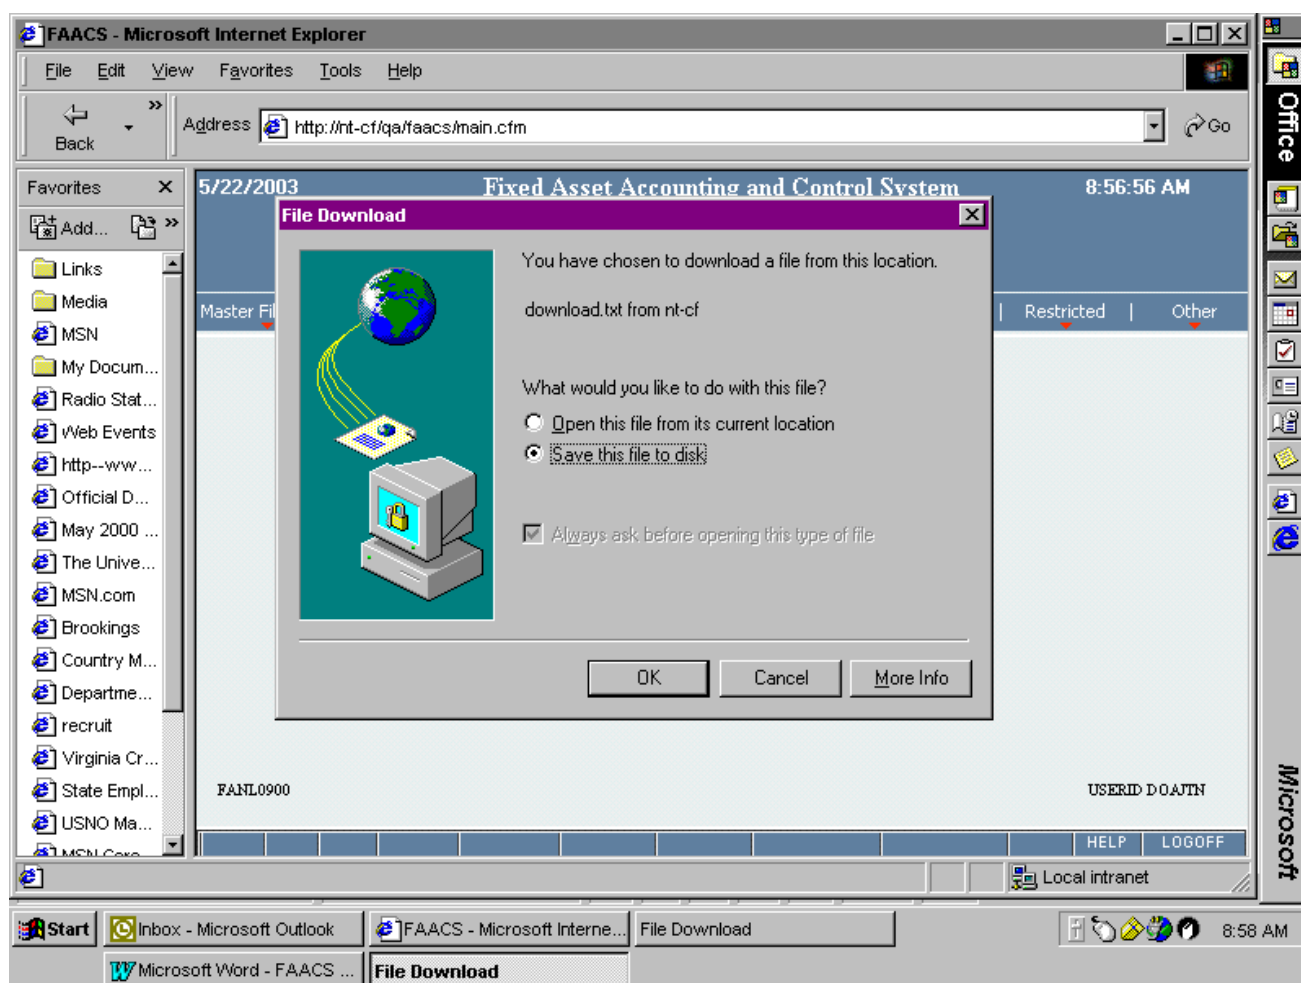 FAACS - Microsoft Internet Explorer
File Edit View Favorites Tools Help
Back
Address http://nt-cf/qa/faacs/main.cfm Go
Office
Favorites
Add...
Links
Media
MSN
My Docum...
Radio Stat...
Web Events
http--ww...
Official D...
May 2000 ...
The Unive...
MSN.com
Brookings
Country M...
Departme...
recruit
Virginia Cr...
State Empl...
USNO Ma...
5/22/2003 Fixed Asset Accounting and Control System 8:56:56 AM
Master Fil | Restricted | Other
File Download
You have chosen to download a file from this location.
download.txt from nt-cf
What would you like to do with this file?
Open this file from its current location
Save this file to disk
Always ask before opening this type of file
OK Cancel More Info
FANL0900 USERID DOAJTN
HELP LOGOFF
Local intranet
Microsoft
Start Inbox - Microsoft Outlook FAACS - Microsoft Interne... File Download 8:58 AM
Microsoft Word - FAACS ... File Download